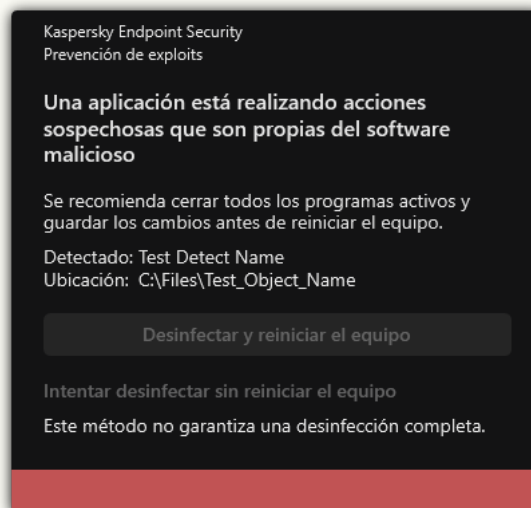 Kaspersky Endpoint Security
Prevención de exploits
Una aplicación está realizando acciones
sospechosas que son propias del software
malicioso
Se recomienda cerrar todos los programas activos y
guardar los cambios antes de reiniciar el equipo.
Detectado: Test Detect Name
Ubicación: C:\Files\Test_Object_Name
Desinfectar y reiniciar el equipo
Intentar desinfectar sin reiniciar el equipo
Este método no garantiza una desinfección completa.